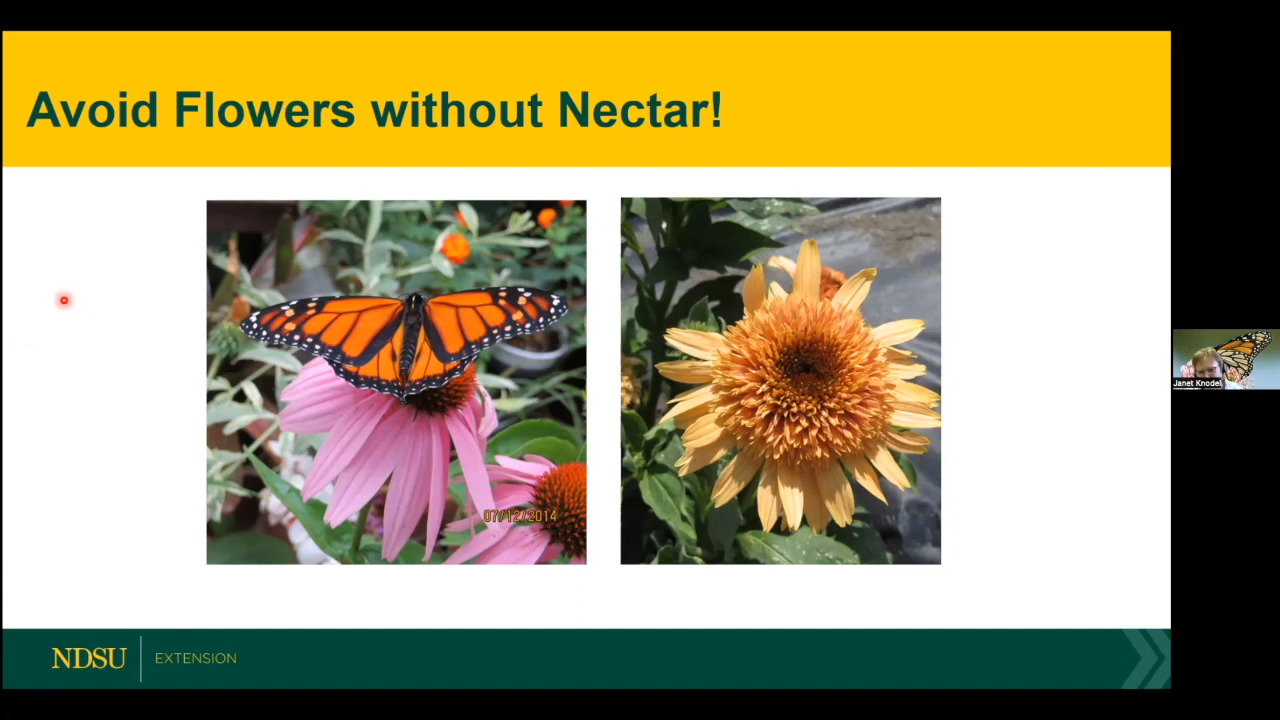 Avoid Flowers without Nectar!
07/12/2014
Janet Knodel
NDSU
EXTENSION